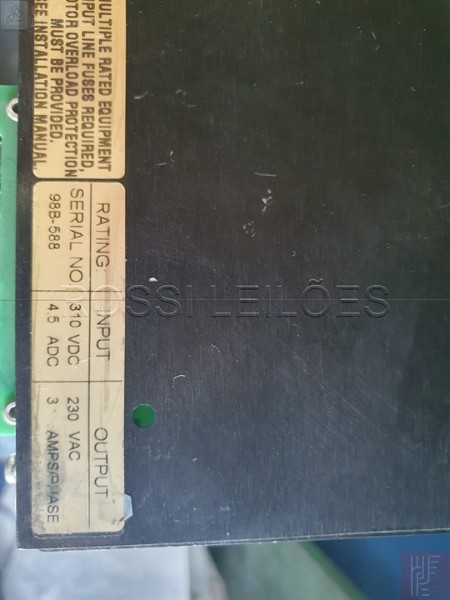 MULTIPLE RATED EQUIPMENT
INPUT LINE FUSES REQUIRED.
MOTOR OVERLOAD PROTECTION
MUST BE PROVIDED.
SEE INSTALLATION MANUAL.
RATING: INPUT OUTPUT
SERIAL NO. 310 VDC 230 VAC
98B-588 4.5 ADC 3 AMPS/PHASE
ROSSI LEILÕES